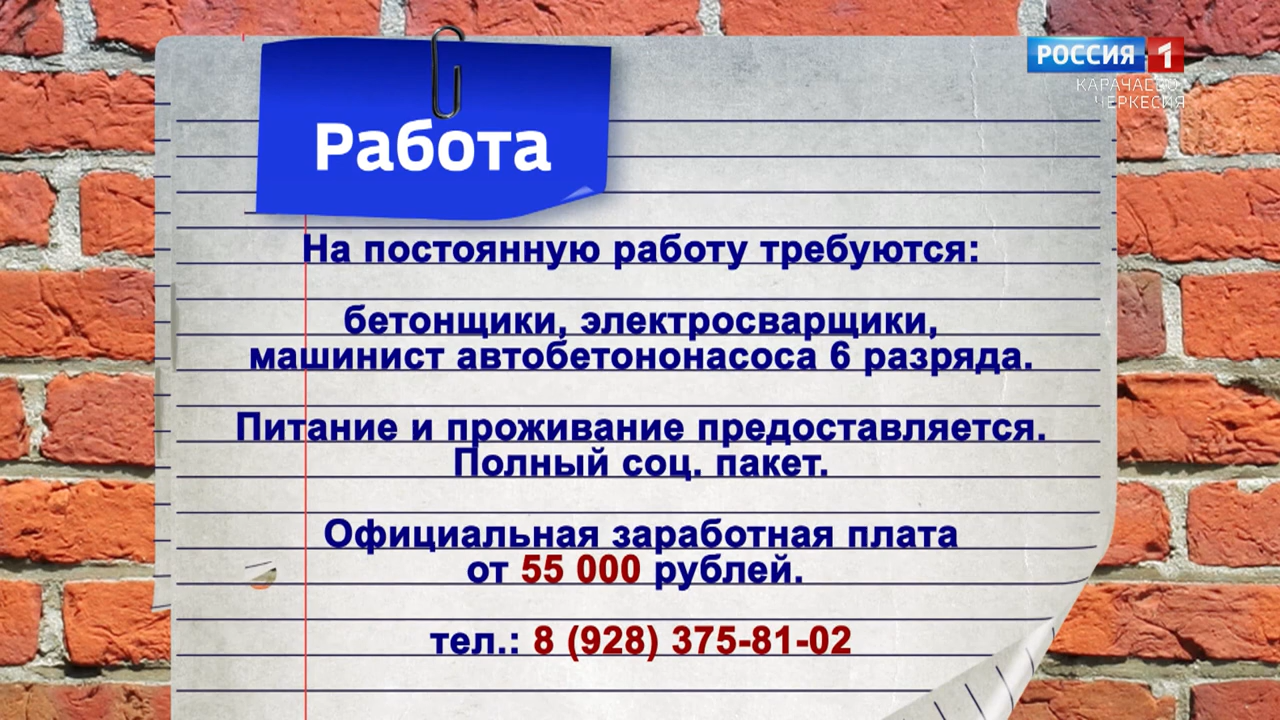 РОССИЯ 1
КАРАЧАЕВО
ЧЕРКЕСИЯ
Работа
На постоянную работу требуются:
бетонщики, электросварщики,
машинист автобетононасоса 6 разряда.
Питание и проживание предоставляется.
Полный соц. пакет.
Официальная заработная плата
от 55 000 рублей.
тел.: 8 (928) 375-81-02